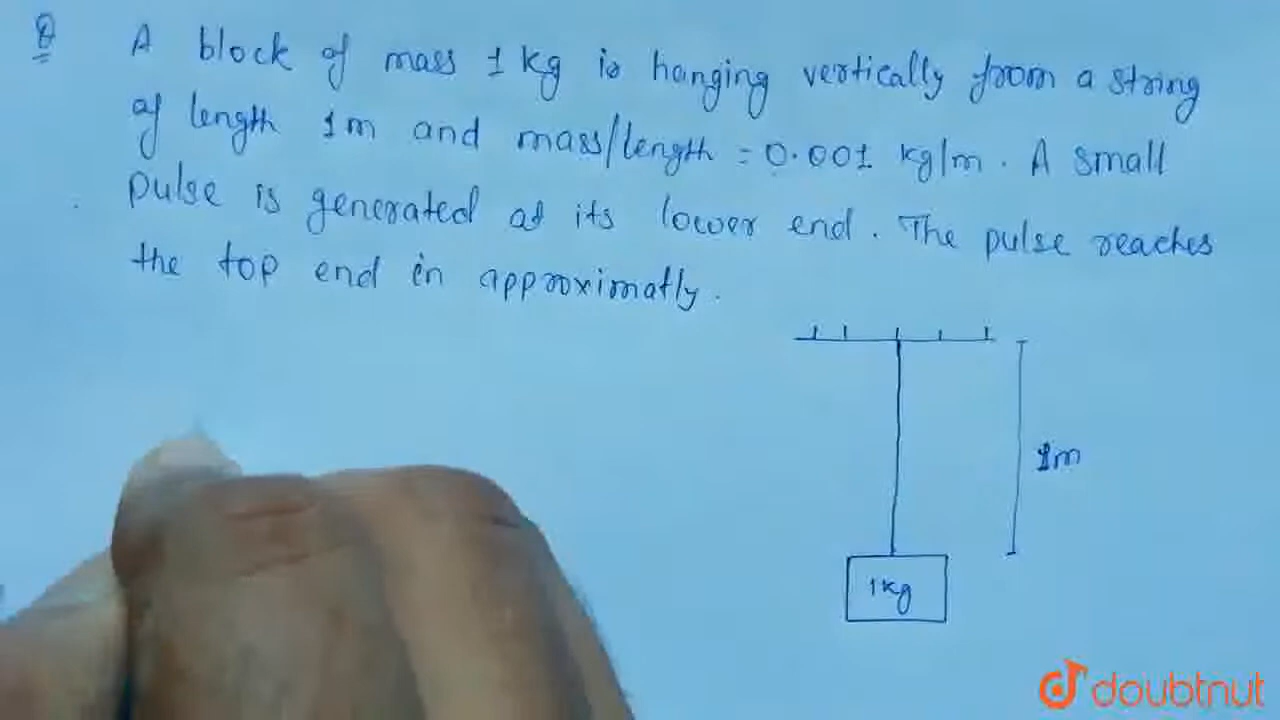 Q A block of mass 1 kg is hanging vertically from a string
of length 1m and mass/length = 0.001 kg/m. A small
pulse is generated at its lower end. The pulse reaches
the top end in approximatly.
1m
1kg
doubtnut